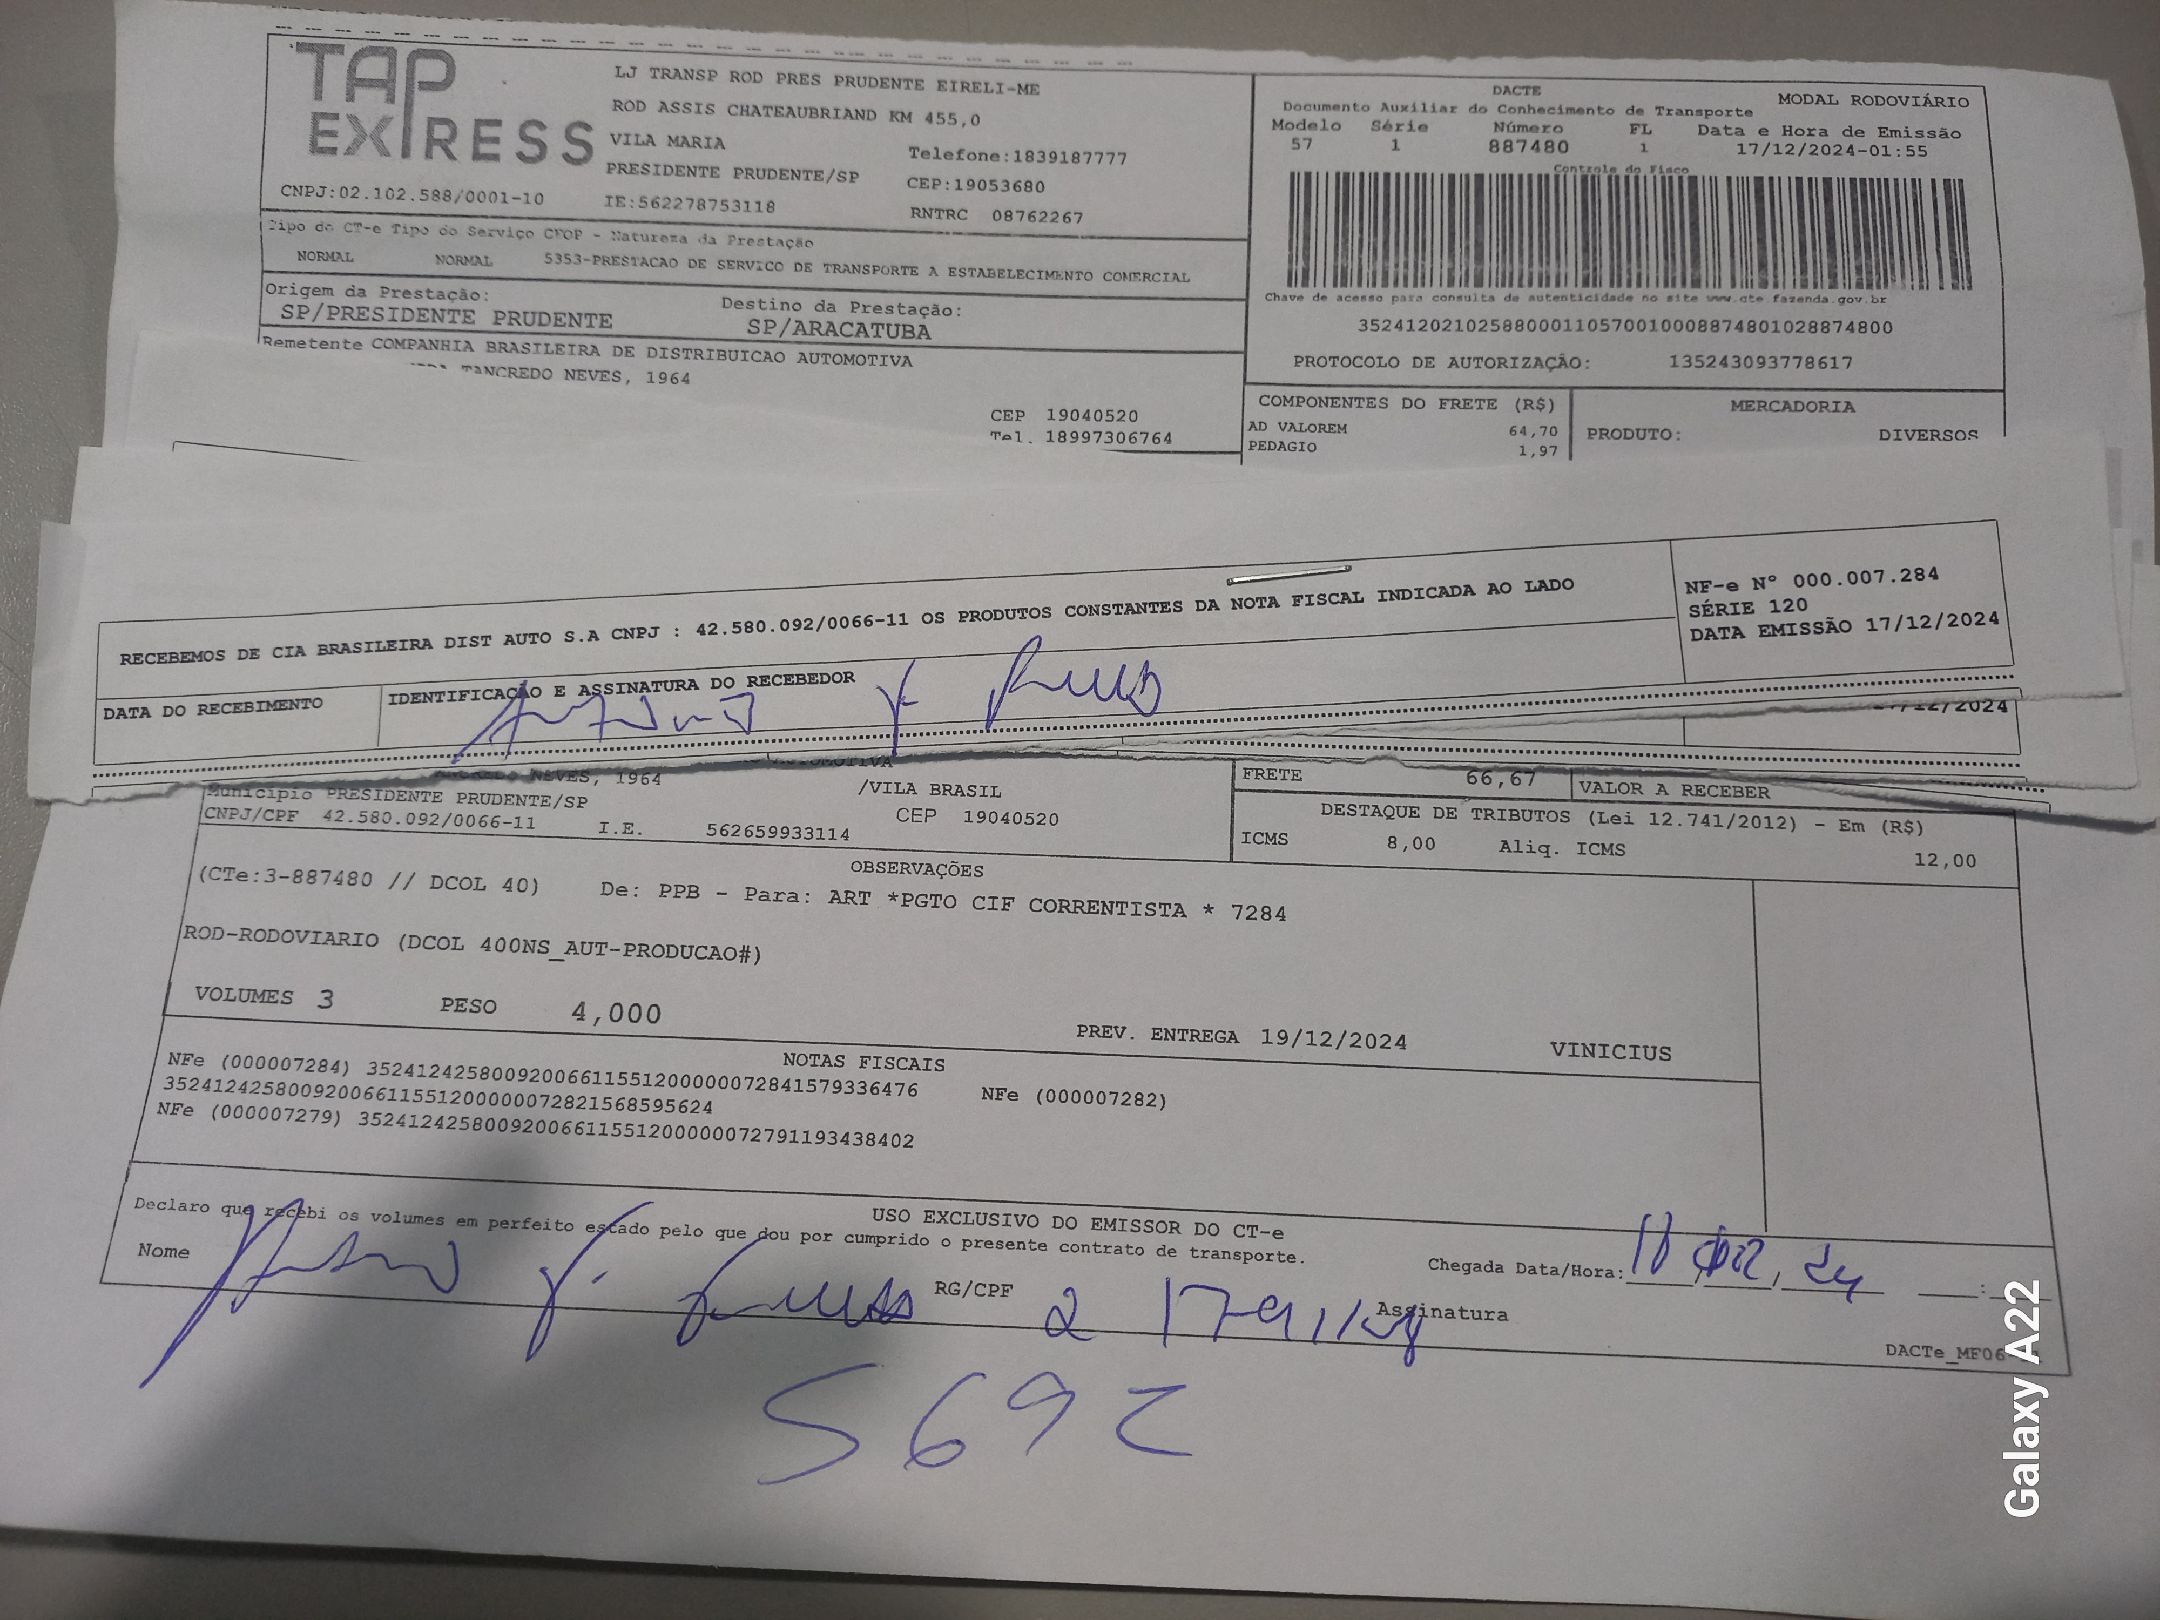 TAP
EXPRESS
CNPJ:02.102.588/0001-10
LJ TRANSP ROD PRES PRUDENTE EIRELI-ME
ROD ASSIS CHATEAUBRIAND KM 455,0
VILA MARIA
Telefone:1839187777
PRESIDENTE PRUDENTE/SP
CEP:19053680
IE:562278753118
RNTRC 08762267
DACTE
MODAL RODOVIÁRIO
Documento Auxiliar do Conhecimento de Transporte
Modelo Série Número FL Data e Hora de Emissão
57 1 887480 1 17/12/2024-01:55
Controle do Fisco
Tipo do CT-e Tipo do Serviço CFOP - Natureza da Prestação
NORMAL NORMAL 5353-PRESTACAO DE SERVICO DE TRANSPORTE A ESTABELECIMENTO COMERCIAL
Origem da Prestação: Destino da Prestação:
SP/PRESIDENTE PRUDENTE SP/ARACATUBA
Chave de acesso para consulta de autenticidade no site www.cte.fazenda.gov.br
35241202102588000110570010008874801028874800
PROTOCOLO DE AUTORIZAÇÃO: 135243093778617
Remetente COMPANHIA BRASILEIRA DE DISTRIBUICAO AUTOMOTIVA
TANCREDO NEVES, 1964
CEP 19040520
Tel. 18997306764
COMPONENTES DO FRETE (R$)
AD VALOREM 64,70
PEDAGIO 1,97
MERCADORIA
PRODUTO: DIVERSOS
RECEBEMOS DE CIA BRASILEIRA DIST AUTO S.A CNPJ : 42.580.092/0066-11 OS PRODUTOS CONSTANTES DA NOTA FISCAL INDICADA AO LADO
NF-e Nº 000.007.284
SÉRIE 120
DATA EMISSÃO 17/12/2024
DATA DO RECEBIMENTO
IDENTIFICAÇÃO E ASSINATURA DO RECEBEDOR
/12/2024
AUTOMOTIVA
NEVES, 1964
/VILA BRASIL
Município PRESIDENTE PRUDENTE/SP
CEP 19040520
CNPJ/CPF 42.580.092/0066-11 I.E. 562659933114
FRETE 66,67 VALOR A RECEBER
DESTAQUE DE TRIBUTOS (Lei 12.741/2012) - Em (R$)
ICMS 8,00 Aliq. ICMS 12,00
OBSERVAÇÕES
(CTe:3-887480 // DCOL 40) De: PPB - Para: ART *PGTO CIF CORRENTISTA * 7284
ROD-RODOVIARIO (DCOL 400NS_AUT-PRODUCAO#)
VOLUMES 3 PESO 4,000
PREV. ENTREGA 19/12/2024 VINICIUS
NOTAS FISCAIS
NFe (000007284) 35241242580092006611551200000072841579336476 NFe (000007282)
35241242580092006611551200000072821568595624
NFe (000007279) 35241242580092006611551200000072791193438402
USO EXCLUSIVO DO EMISSOR DO CT-e
Declaro que recebi os volumes em perfeito estado pelo que dou por cumprido o presente contrato de transporte.
Nome RG/CPF Assinatura
Chegada Data/Hora:
DACTe_MF06
5692
Galaxy A22